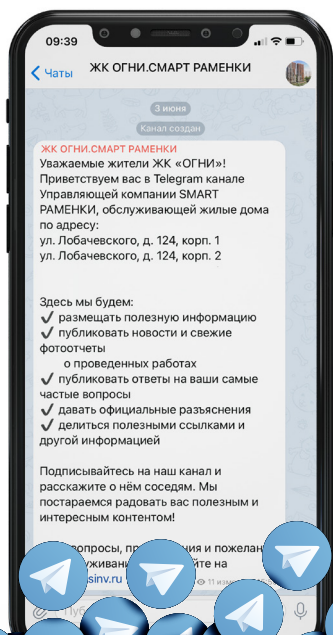 09:39
Чаты
ЖК ОГНИ.СМАРТ РАМЕНКИ
3 июня
Канал создан
ЖК ОГНИ.СМАРТ РАМЕНКИ
Уважаемые жители ЖК «ОГНИ»!
Приветствуем вас в Telegram канале
Управляющей компании SMART
РАМЕНКИ, обслуживающей жилые дома
по адресу:
ул. Лобачевского, д. 124, корп. 1
ул. Лобачевского, д. 124, корп. 2
Здесь мы будем:
✔ размещать полезную информацию
✔ публиковать новости и свежие
фотоотчеты
о проведенных работах
✔ публиковать ответы на ваши самые
частые вопросы
✔ давать официальные разъяснения
✔ делиться полезными ссылками и
другой информацией
Подписывайтесь на наш канал и
расскажите о нём соседям. Мы
постараемся радовать вас полезным и
интересным контентом!
и пожелан
sinv.ru
11